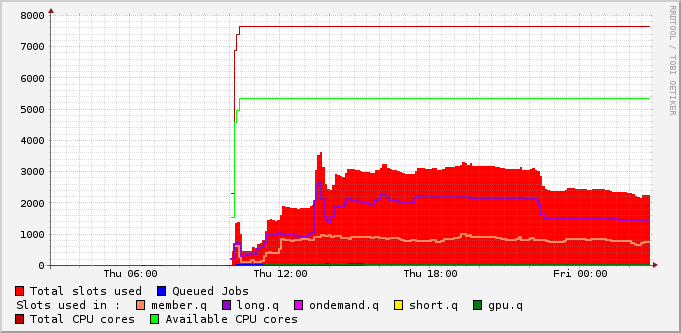 8000
7000
6000
5000
4000
3000
2000
1000
0
Thu 06:00 Thu 12:00 Thu 18:00 Fri 00:00
RRDTOOL / TOBI OETIKER
Total slots used Queued Jobs
Slots used in : member.q long.q ondemand.q short.q gpu.q
Total CPU cores Available CPU cores